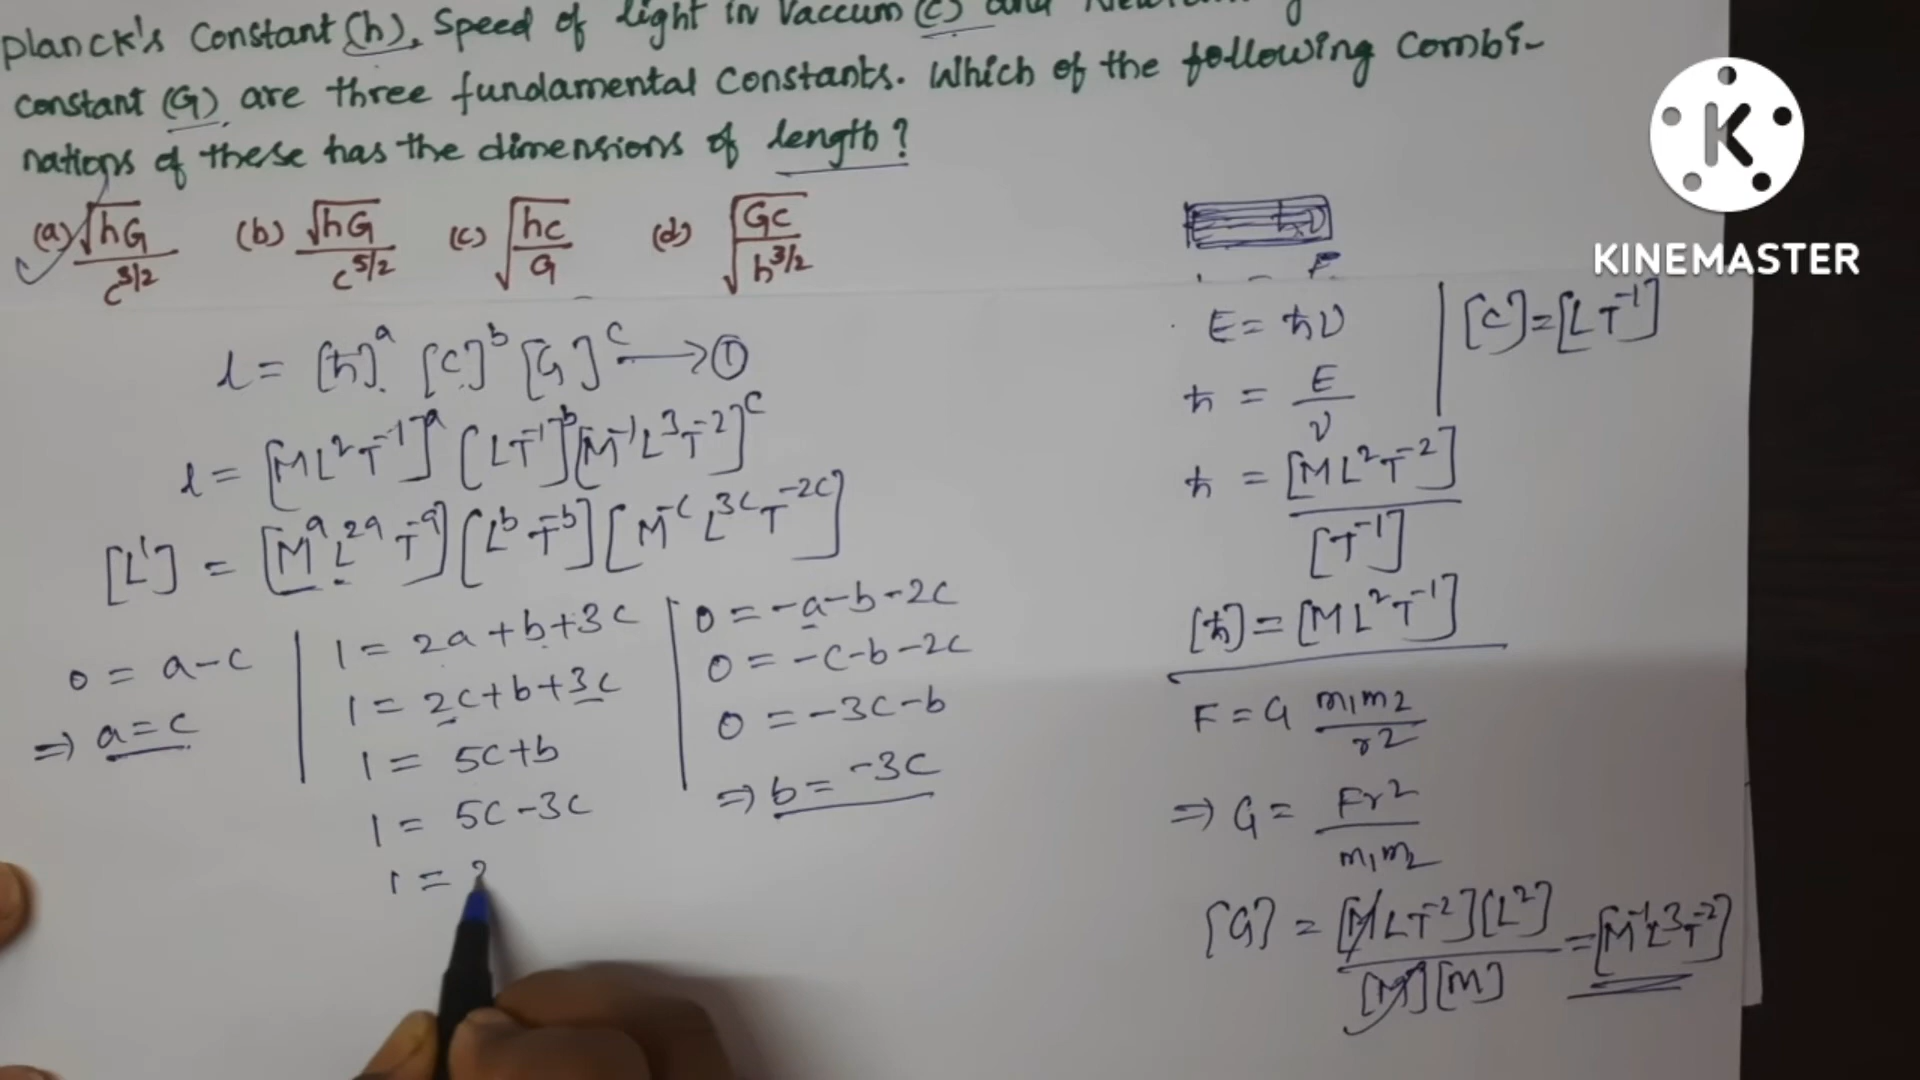 Planck's Constant (h), Speed of light in Vaccum (c) and
constant (G) are three fundamental Constants. Which of the following Combi-
nations of these has the dimensions of length?
(a) √hG / c^3/2 (b) √hG / c^5/2 (c) √(hc / G) (d) √(Gc / h^3/2)
l = [ħ]^a [C]^b [G]^c → ①
l = [ML²T⁻¹]^a [LT⁻¹]^b [M⁻¹L³T⁻²]^c
[L¹] = [M^a L^2a T^-a] [L^b T^-b] [M^-c L^3c T^-2c]
0 = a-c
⇒ a=c
1 = 2a+b+3c
1 = 2c+b+3c
1 = 5c+b
1 = 5c-3c
1 =
0 = -a-b-2c
0 = -c-b-2c
0 = -3c-b
⇒ b = -3c
E = ħν
ħ = E / ν
ħ = [ML²T⁻²] / [T⁻¹]
[ħ] = [ML²T⁻¹]
[C] = [LT⁻¹]
F = G m₁m₂ / r²
⇒ G = Fr² / m₁m₂
[G] = [MLT⁻²][L²] / [M][M] = [M⁻¹L³T⁻²]
K
KINEMASTER